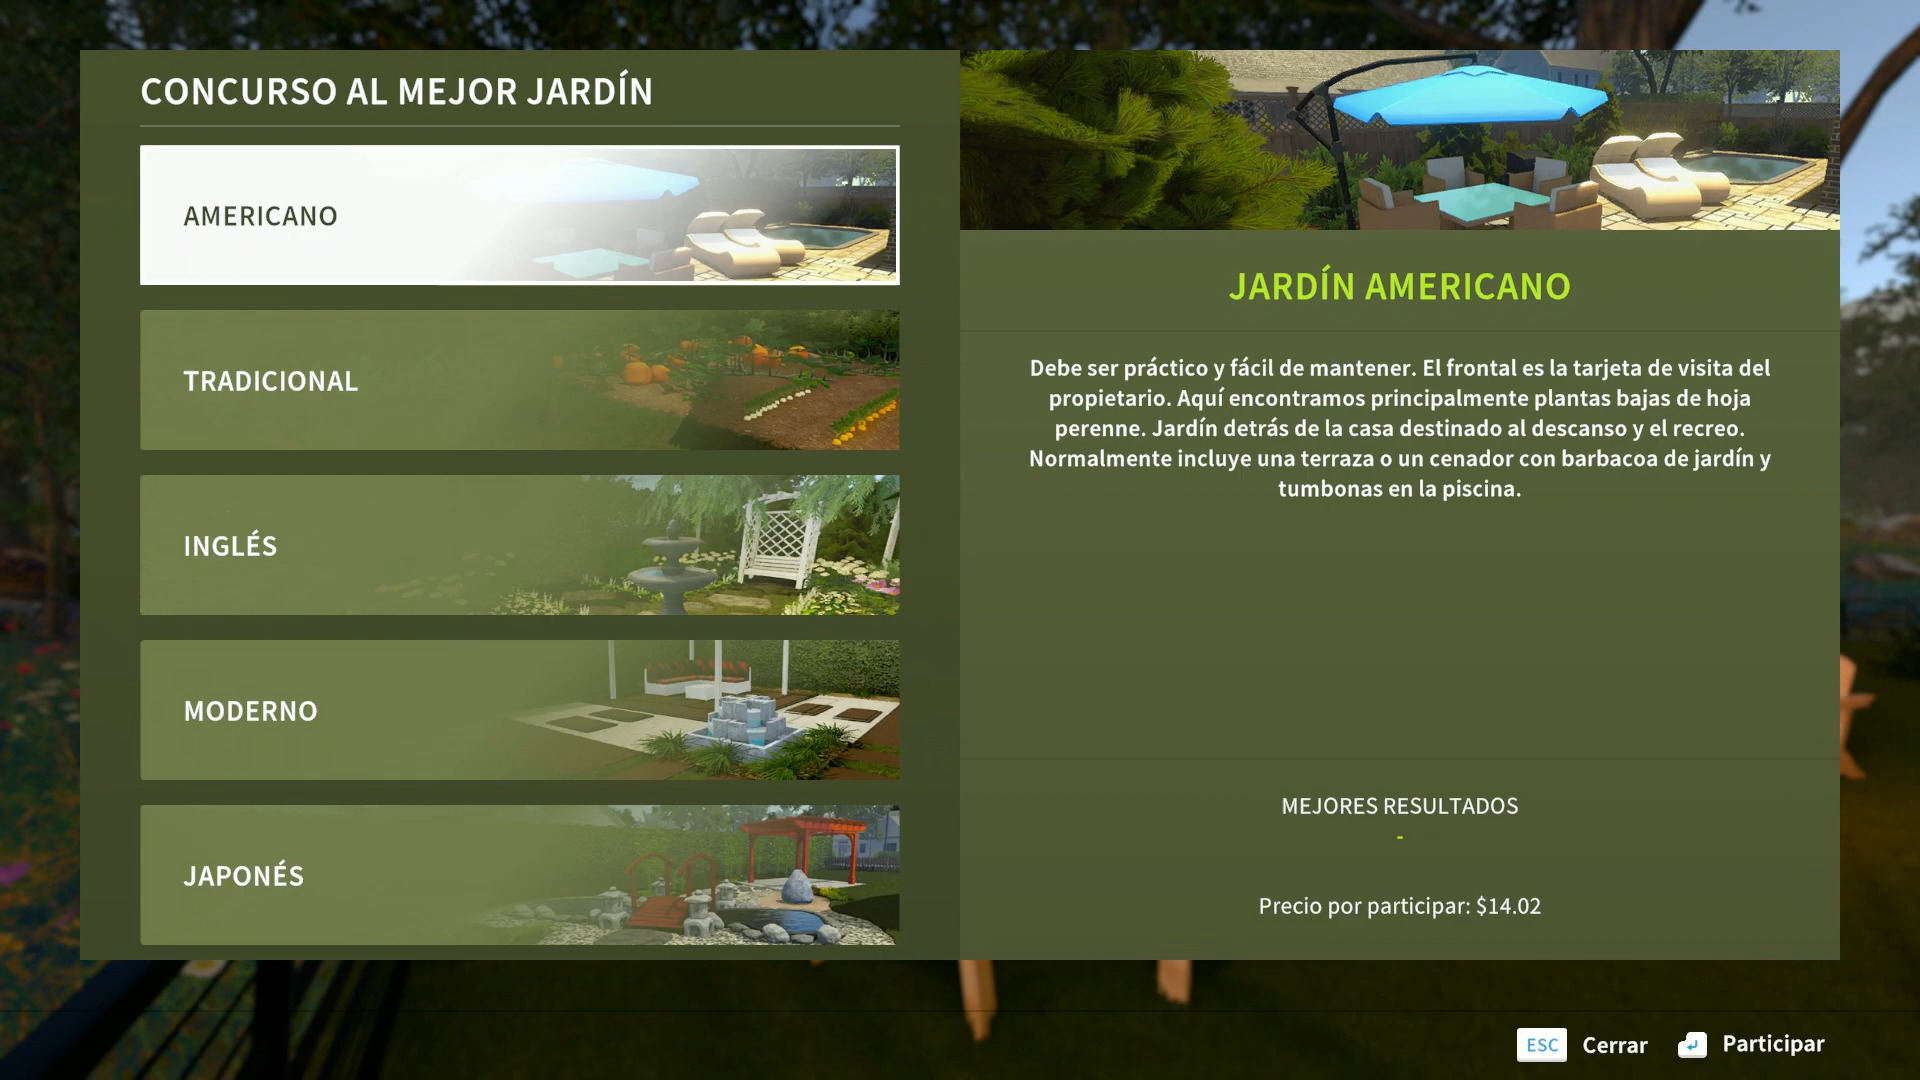 CONCURSO AL MEJOR JARDÍN
AMERICANO
TRADICIONAL
INGLÉS
MODERNO
JAPONÉS
JARDÍN AMERICANO
Debe ser práctico y fácil de mantener. El frontal es la tarjeta de visita del
propietario. Aquí encontramos principalmente plantas bajas de hoja
perenne. Jardín detrás de la casa destinado al descanso y el recreo.
Normalmente incluye una terraza o un cenador con barbacoa de jardín y
tumbonas en la piscina.
MEJORES RESULTADOS
-
Precio por participar: $14.02
ESC Cerrar Participar